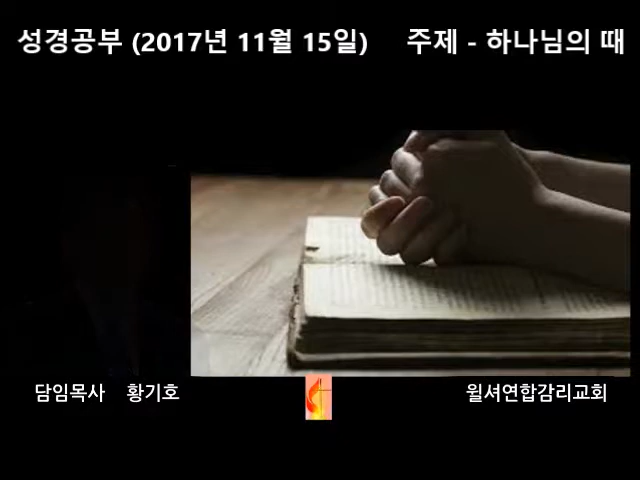 성경공부 (2017년 11월 15일) 주제 - 하나님의 때
담임목사 황기호 윌셔연합감리교회